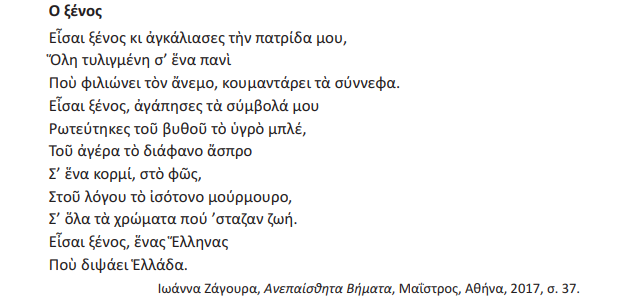 Ο ξένος
Εἶσαι ξένος κι ἀγκάλιασες τὴν πατρίδα μου,
Ὅλη τυλιγμένη σ’ ἕνα πανὶ
Ποὺ φιλιώνει τὸν ἄνεμο, κουμαντάρει τὰ σύννεφα.
Εἶσαι ξένος, ἀγάπησες τὰ σύμβολά μου
Ρωτεύτηκες τοῦ βυθοῦ τὸ ὑγρὸ μπλέ,
Τοῦ ἀγέρα τὸ διάφανο ἄσπρο
Σ’ ἕνα κορμί, στὸ φῶς,
Στοῦ λόγου τὸ ἰσότονο μούρμουρο,
Σ’ ὅλα τὰ χρώματα πού ’σταζαν ζωή.
Εἶσαι ξένος, ἕνας Ἕλληνας
Ποὺ διψάει Ἑλλάδα.
Ιωάννα Ζάγουρα, Ανεπαίσθητα Βήματα, Μαΐστρος, Αθήνα, 2017, σ. 37.